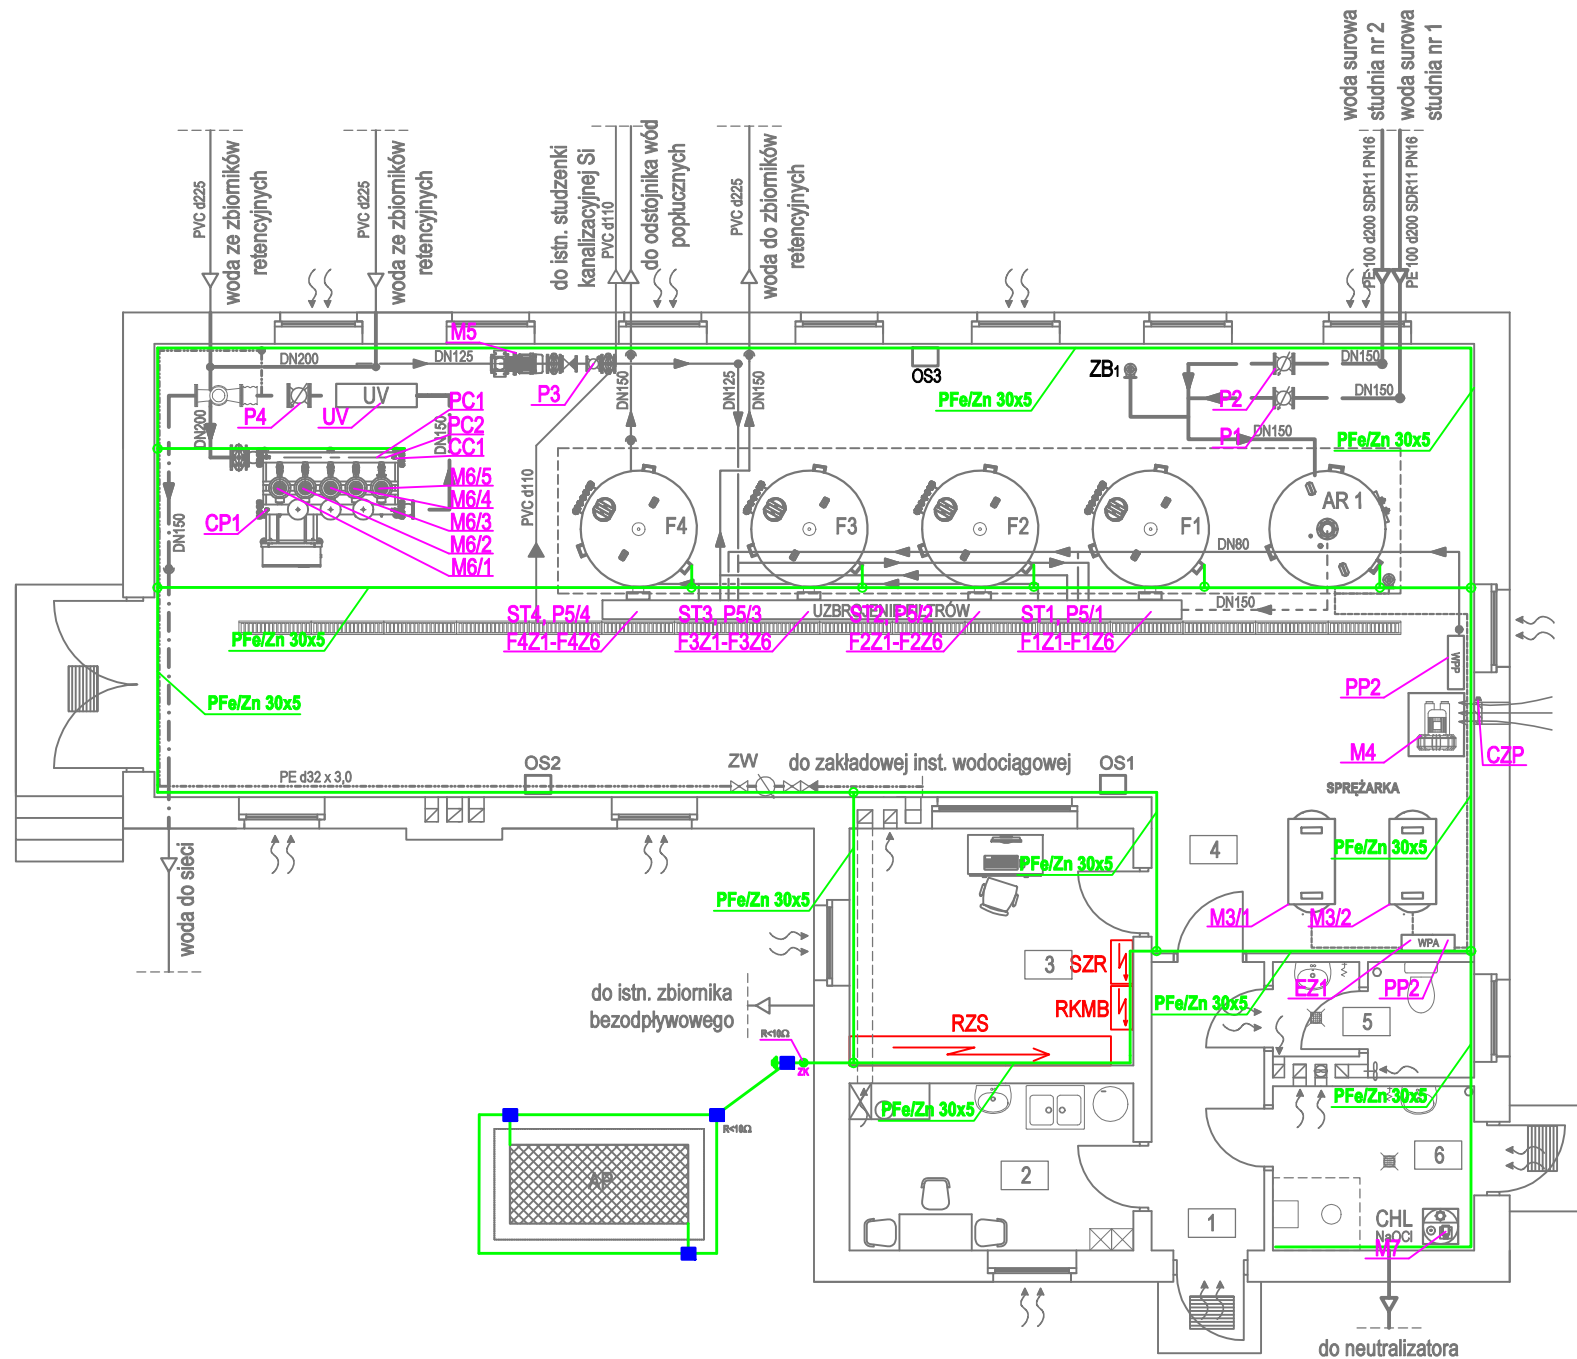 woda surowa
studnia nr 2
woda surowa
studnia nr 1
PE 100 d200 SDR11 PN16
PE 100 d200 SDR11 PN16
PVC d225
woda ze zbiorników
retencyjnych
PVC d225
woda ze zbiorników
retencyjnych
do istn. studzenki
kanalizacyjnej Si
PVC d110
do odstojnika wód
popłucznych
PVC d225
woda do zbiorników
retencyjnych
M5
DN200
DN125
P3
DN150
DN125
DN150
OS3
PFe/Zn 30x5
ZB1
P2
P1
DN150
DN150
DN150
PFe/Zn 30x5
P4
UV
UV
PC1
PC2
CC1
DN200
DN150
M6/5
M6/4
M6/3
M6/2
M6/1
CP1
DN150
PVC d110
F4
F3
F2
F1
AR 1
DN80
DN150
UZBROJENIE FILTRÓW
ST4, P5/4
F4Z1-F4Z6
ST3, P5/3
F3Z1-F3Z6
ST2, P5/2
F2Z1-F2Z6
ST1, P5/1
F1Z1-F1Z6
PFe/Zn 30x5
PFe/Zn 30x5
WPP
PP2
M4
CZP
SPRĘŻARKA
PE d32 x 3,0
OS2
ZW
do zakładowej inst. wodociągowej
OS1
4
PFe/Zn 30x5
PFe/Zn 30x5
PFe/Zn 30x5
woda do sieci
M3/1
M3/2
WPA
EZ1
PP2
3
SZR
RKMB
RZS
PFe/Zn 30x5
5
do istn. zbiornika
bezodpływowego
R<10Ω
ZK
R<10Ω
AP
PFe/Zn 30x5
PFe/Zn 30x5
2
1
6
CHL
NaOCl
M7
do neutralizatora